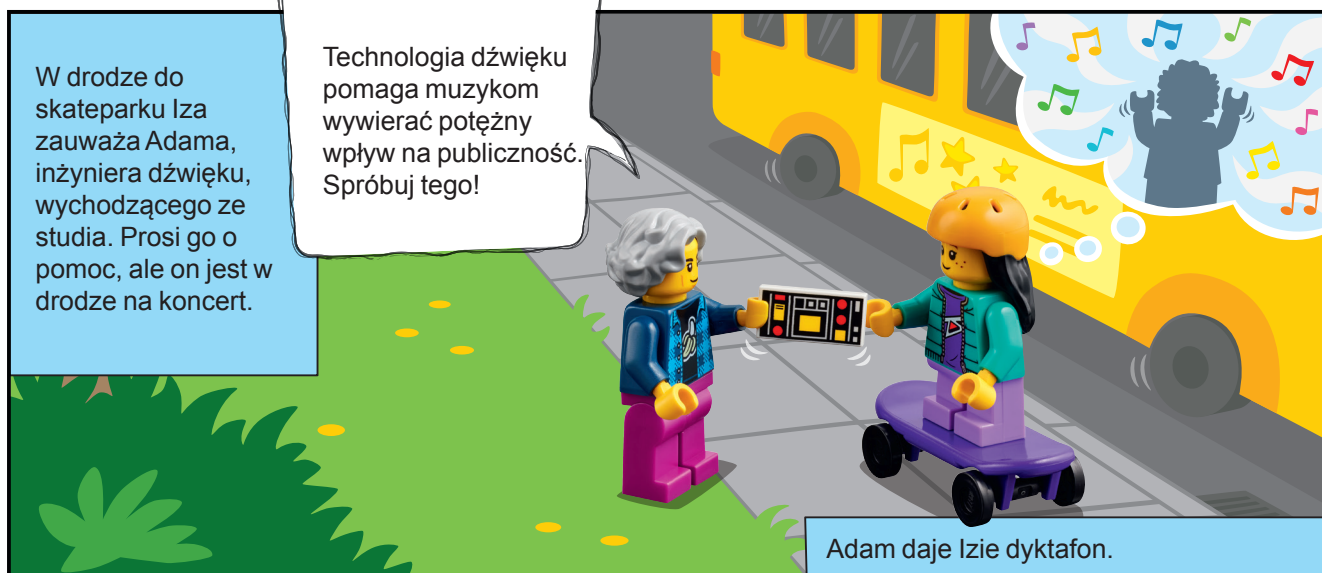 W drodze do
skateparku Iza
zauważa Adama,
inżyniera dźwięku,
wychodzącego ze
studia. Prosi go o
pomoc, ale on jest w
drodze na koncert.
Technologia dźwięku
pomaga muzykom
wywierać potężny
wpływ na publiczność.
Spróbuj tego!
Adam daje Izie dyktafon.